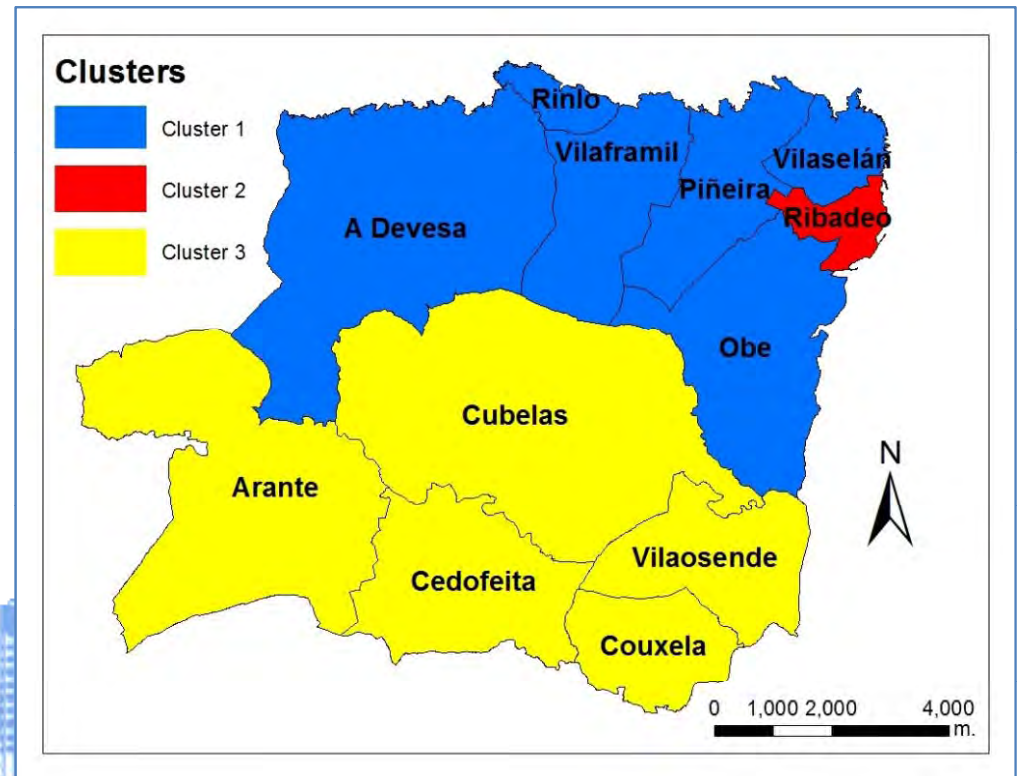 Clusters
Cluster 1
Cluster 2
Cluster 3
Rinlo
Vilaframil
Vilaselán
Piñeira
Ribadeo
A Devesa
Obe
Cubelas
N
Arante
Vilaosende
Cedofeita
Couxela
0 1,000 2,000 4,000
m.